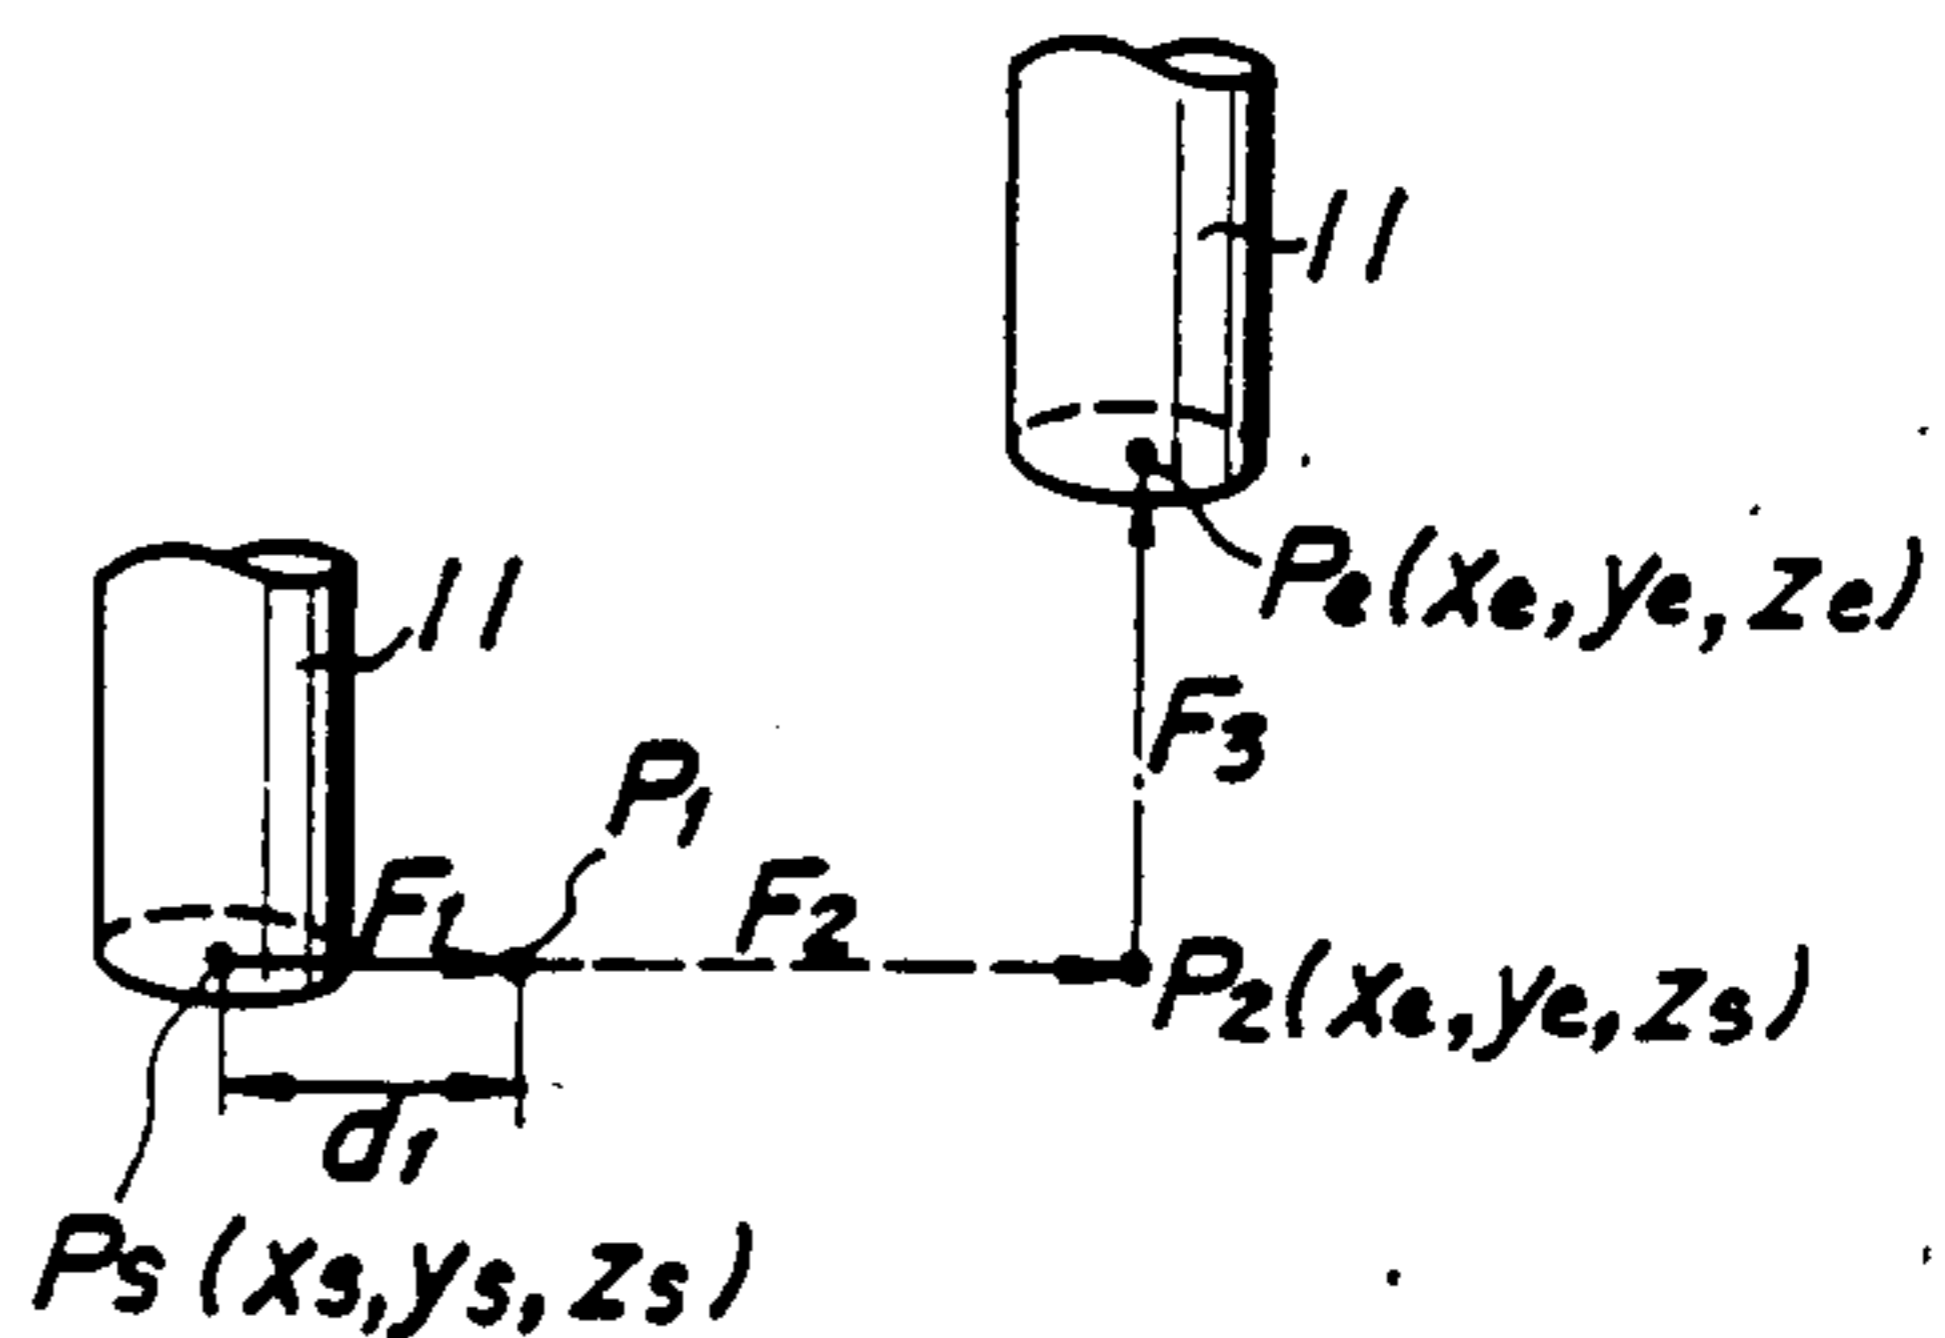 11
Pe(xe,ye,ze)
11
F3
P1
F1
F2
P2(xe,ye,zs)
d1
Ps(xs,ys,zs)